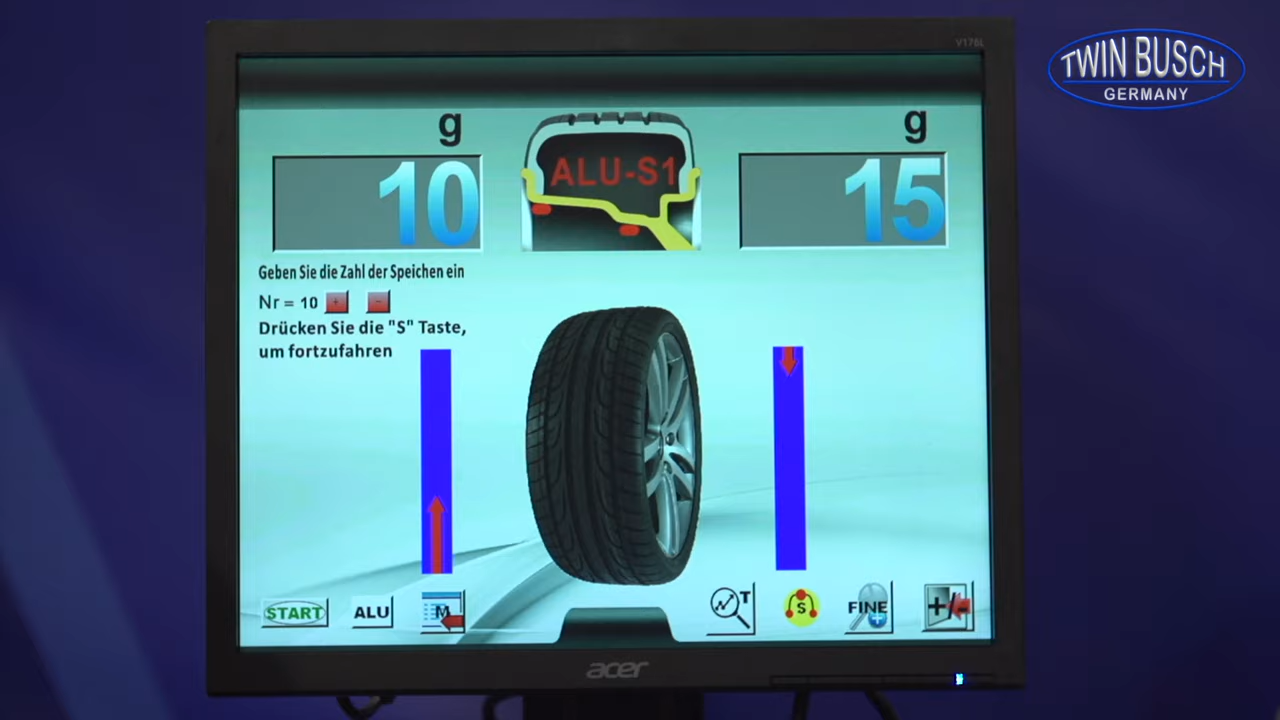 V176L
TWIN BUSCH
GERMANY
g
g
ALU-S1
10
15
Geben Sie die Zahl der Speichen ein
Nr = 10 + -
Drücken Sie die "S" Taste,
um fortzufahren
START
ALU
M
T
S
FINE
+/-
acer